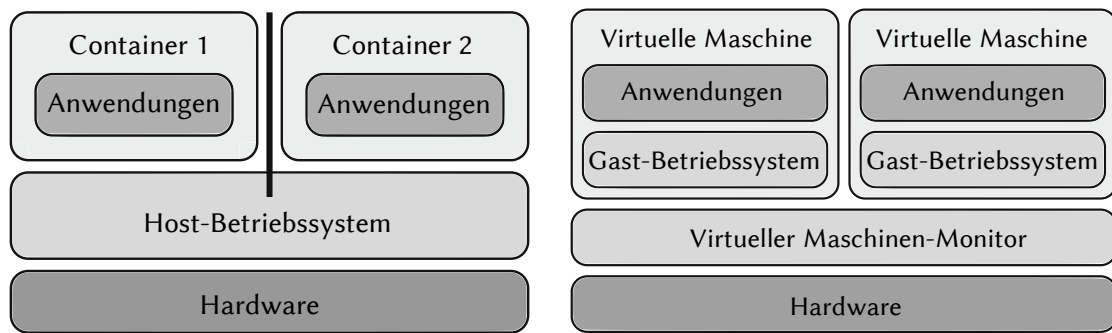 Container 1
Anwendungen
Container 2
Anwendungen
Host-Betriebssystem
Hardware
Virtuelle Maschine
Anwendungen
Gast-Betriebssystem
Virtuelle Maschine
Anwendungen
Gast-Betriebssystem
Virtueller Maschinen-Monitor
Hardware